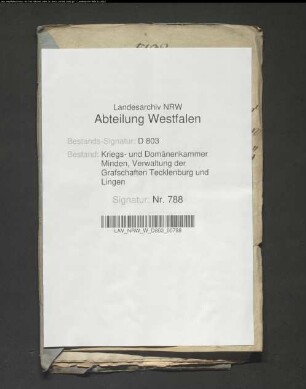 Landesarchiv NRW
Abteilung Westfalen
Bestands-Signatur: D 803
Bestand: Kriegs- und Domänenkammer
Minden, Verwaltung der
Grafschaften Tecklenburg und
Lingen
Signatur: Nr. 788
LAV_NRW_W_D803_00788